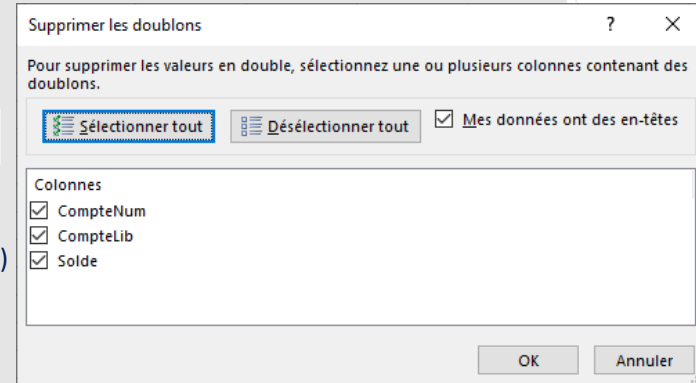 Supprimer les doublons ? ×
Pour supprimer les valeurs en double, sélectionnez une ou plusieurs colonnes contenant des
doublons.
Sélectionner tout Désélectionner tout Mes données ont des en-têtes
Colonnes
CompteNum
CompteLib
) Solde
OK Annuler